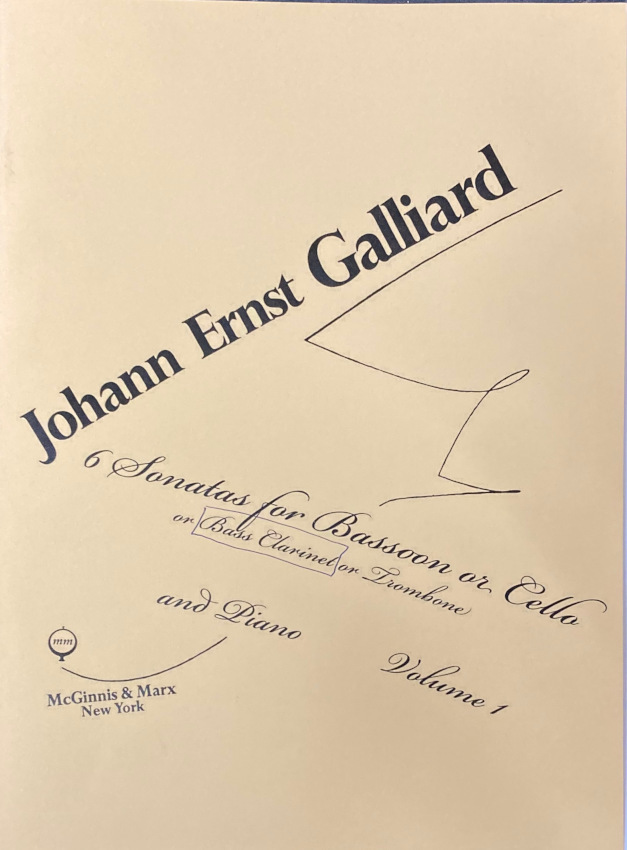 Johann Ernst Galliard
6 Sonatas for Bassoon or Cello
or Bass Clarinet or Trombone
and Piano
Volume 1
mm
McGinnis & Marx
New York